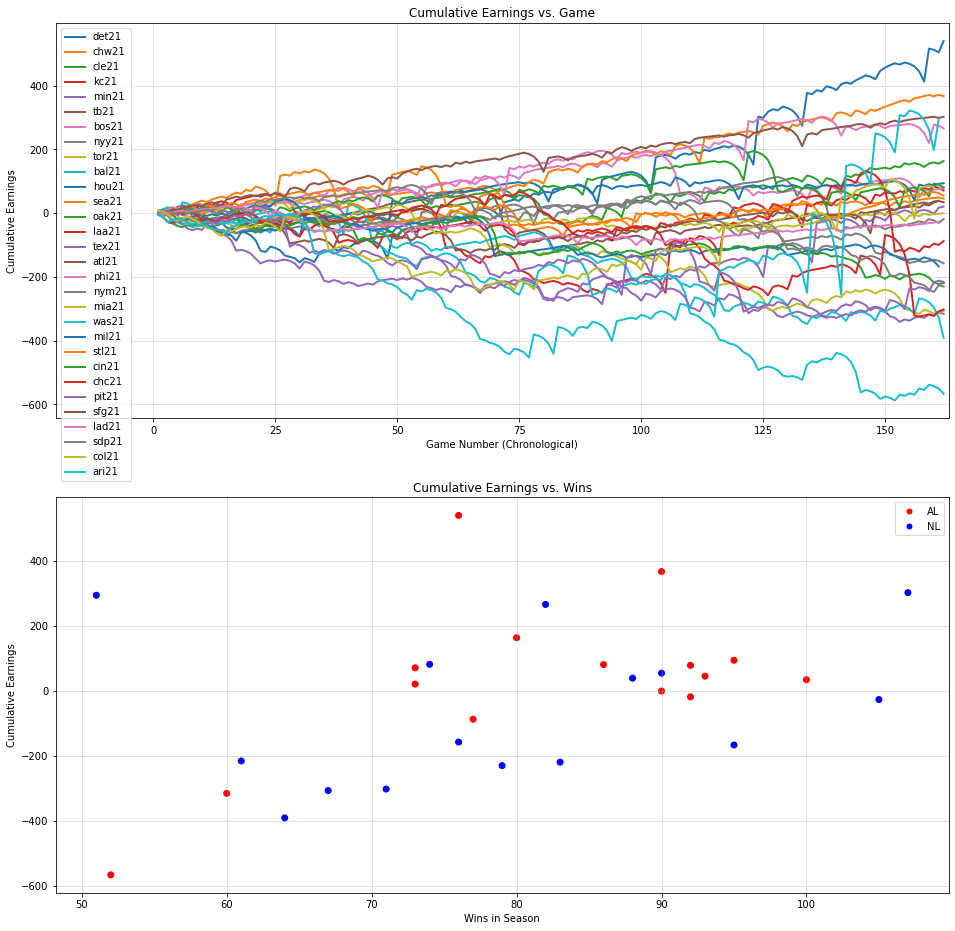 Cumulative Earnings vs. Game
Cumulative Earnings
400
200
0
−200
−400
−600
det21
chw21
cle21
kc21
min21
tb21
bos21
nyy21
tor21
bal21
hou21
sea21
oak21
laa21
tex21
atl21
phi21
nym21
mia21
was21
mil21
stl21
cin21
chc21
pit21
sfg21
lad21
sdp21
col21
ari21
0 25 50 75 100 125 150
Game Number (Chronological)
Cumulative Earnings vs. Wins
Cumulative Earnings
400
200
0
−200
−400
−600
AL
NL
50 60 70 80 90 100
Wins in Season